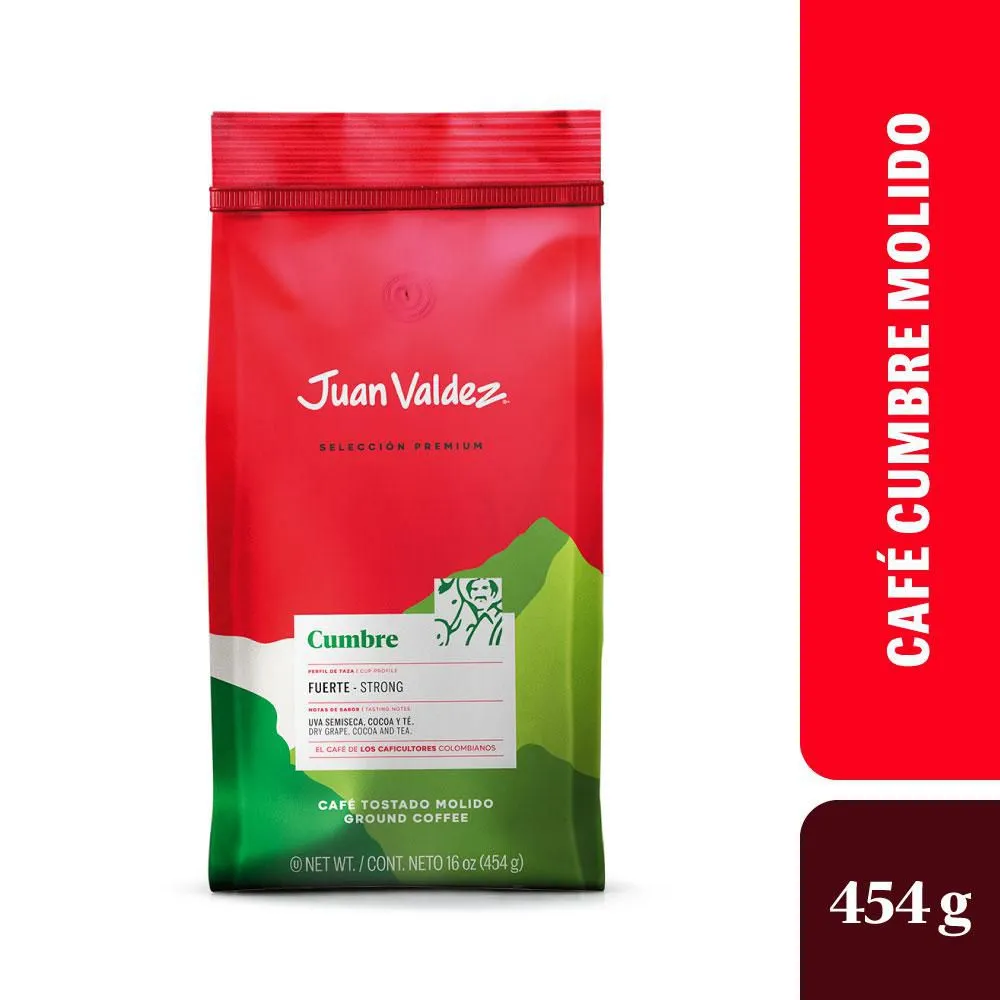 Juan Valdez
SELECCIÓN PREMIUM
Cumbre
PERFIL DE TAZA | CUP PROFILE
FUERTE - STRONG
NOTAS DE SABOR | TASTING NOTES
UVA SEMISECA, COCOA Y TÉ.
DRY GRAPE, COCOA AND TEA.
EL CAFÉ DE LOS CAFICULTORES COLOMBIANOS
CAFÉ TOSTADO MOLIDO
GROUND COFFEE
U NET WT. / CONT. NETO 16 oz (454 g)
CAFÉ CUMBRE MOLIDO
454 g